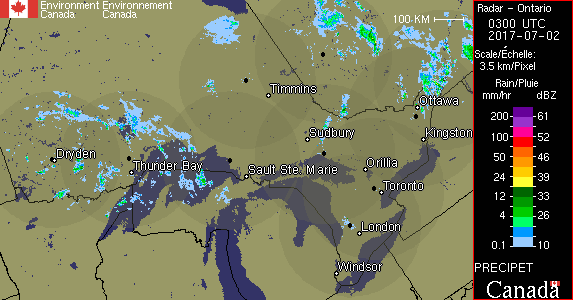 Environment Environnement
Canada Canada
100 KM
Timmins
Ottawa
Sudbury
Kingston
Dryden
Thunder Bay
Sault Ste. Marie
Orillia
Toronto
London
Windsor
Radar - Ontario
0300 UTC
2017-07-02
Scale/Échelle:
3.5 km/Pixel
Rain/Pluie
mm/hr dBZ
200 61
100 56
100 52
50 46
24 39
12 33
4 26
0.1 10
PRECIPET
Canada